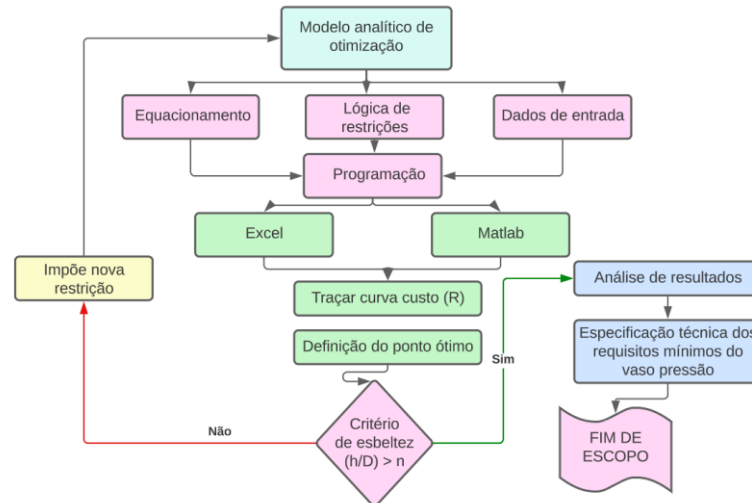 Modelo analítico de
otimização
Equacionamento
Lógica de
restrições
Dados de entrada
Programação
Excel
Matlab
Impõe nova
restrição
Análise de resultados
Traçar curva custo (R)
Especificação técnica dos
requisitos mínimos do
vaso pressão
Definição do ponto ótimo
Sim
Critério
de esbeltez
(h/D) > n
Não
FIM DE
ESCOPO